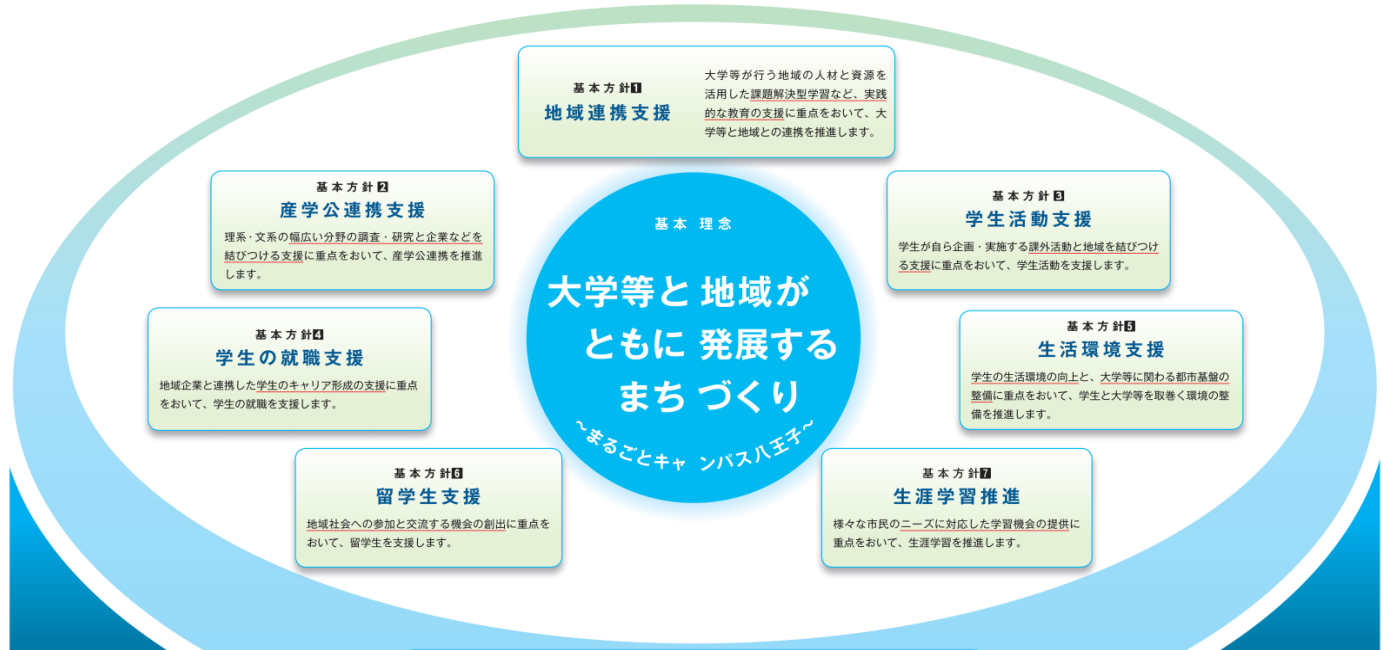 基本方針1
地域連携支援
大学等が行う地域の人材と資源を
活用した課題解決型学習など、実践
的な教育の支援に重点をおいて、大
学等と地域との連携を推進します。
基本方針2
産学公連携支援
理系・文系の幅広い分野の調査・研究と企業などを
結びつける支援に重点をおいて、産学公連携を推進
します。
基本方針3
学生活動支援
学生が自ら企画・実施する課外活動と地域を結びつけ
る支援に重点をおいて、学生活動を支援します。
基本 理念
大学等と 地域が
ともに 発展する
まち づくり
～まるごとキャ ンパス八王子～
基本方針4
学生の就職支援
地域企業と連携した学生のキャリア形成の支援に重点
をおいて、学生の就職を支援します。
基本方針5
生活環境支援
学生の生活環境の向上と、大学等に関わる都市基盤の
整備に重点をおいて、学生と大学等を取巻く環境の整
備を推進します。
基本方針6
留学生支援
地域社会への参加と交流する機会の創出に重点を
おいて、留学生を支援します。
基本方針7
生涯学習推進
様々な市民のニーズに対応した学習機会の提供に
重点をおいて、生涯学習を推進します。